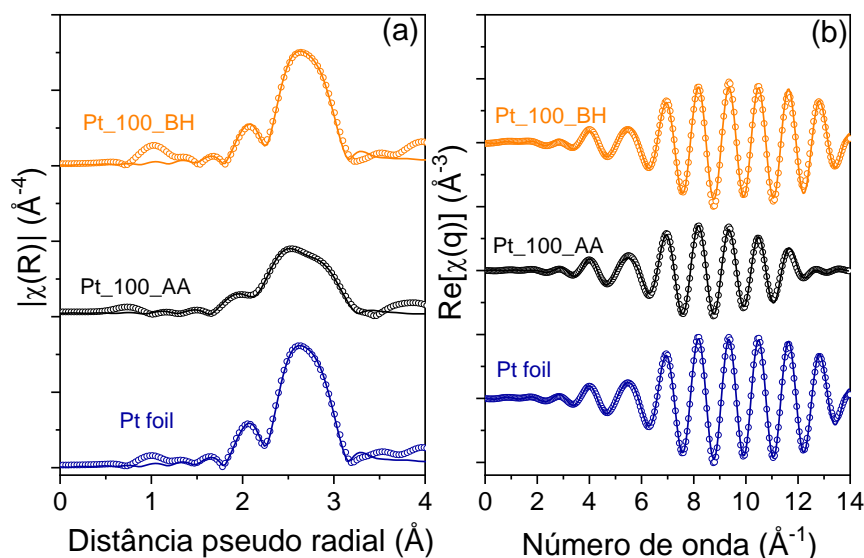 (a)
Pt_100_BH
Pt_100_AA
Pt foil
|χ(R)| (Å⁻⁴)
0 1 2 3 4
Distância pseudo radial (Å)
(b)
Pt_100_BH
Pt_100_AA
Pt foil
Re[χ(q)] (Å⁻³)
0 2 4 6 8 10 12 14
Número de onda (Å⁻¹)